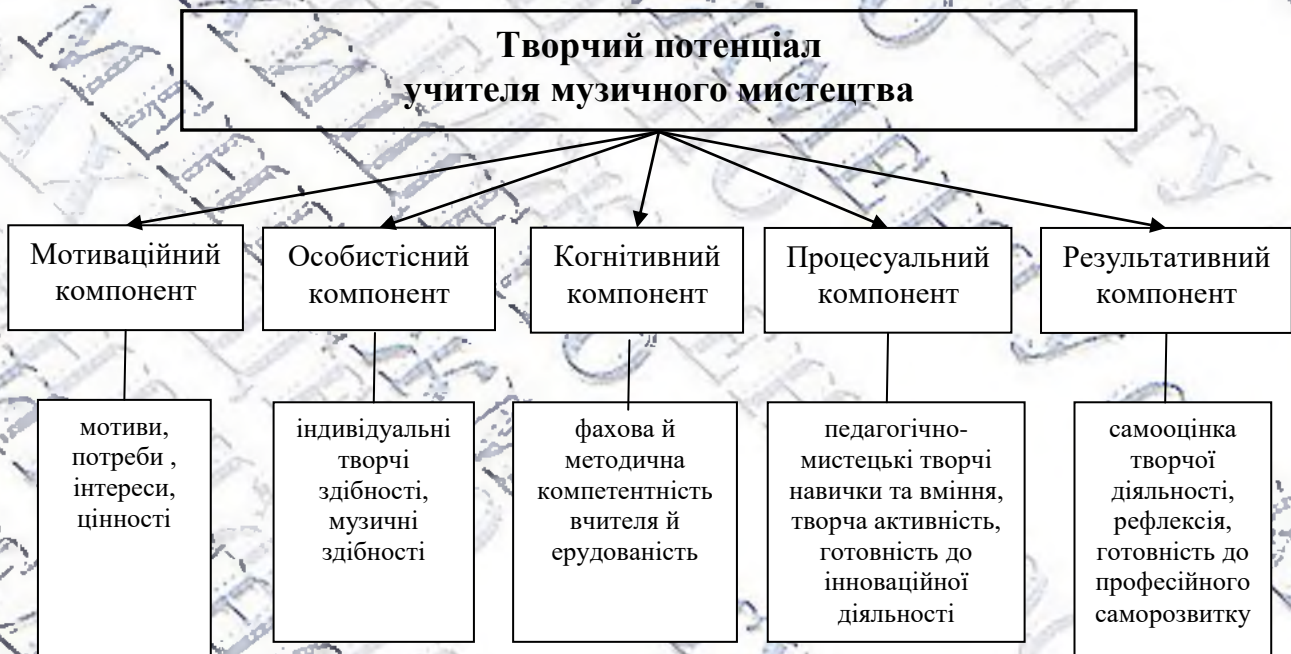 Творчий потенціал
учителя музичного мистецтва
Мотиваційний
компонент
Особистісний
компонент
Когнітивний
компонент
Процесуальний
компонент
Результативний
компонент
мотиви,
потреби ,
інтереси,
цінності
індивідуальні
творчі
здібності,
музичні
здібності
фахова й
методична
компетентність
вчителя й
ерудованість
педагогічно-
мистецькі творчі
навички та вміння,
творча активність,
готовність до
інноваційної
діяльності
самооцінка
творчої
діяльності,
рефлексія,
готовність до
професійного
саморозвитку